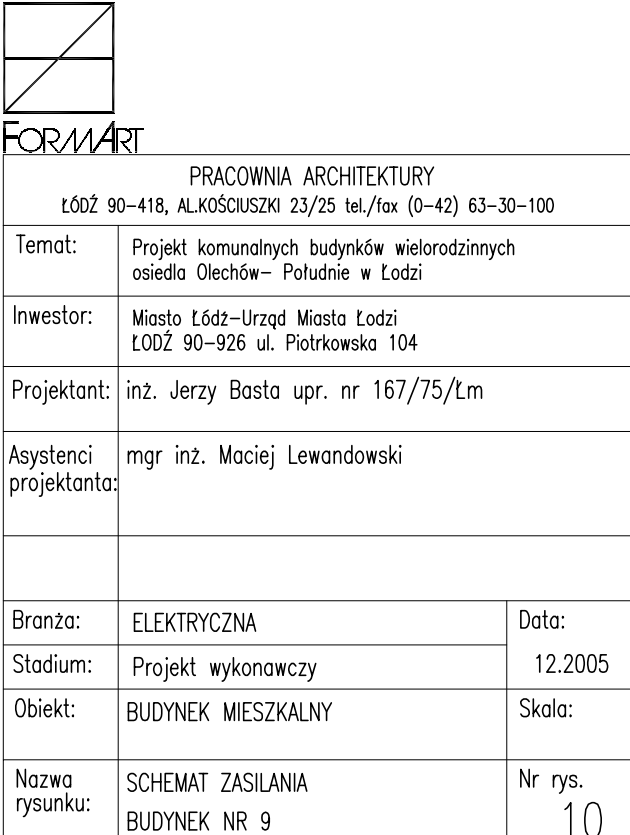 FORMART
PRACOWNIA ARCHITEKTURY
ŁÓDŹ 90-418, AL.KOŚCIUSZKI 23/25 tel./fax (0-42) 63-30-100
Temat:
Projekt komunalnych budynków wielorodzinnych
osiedla Olechów- Południe w Łodzi
Inwestor:
Miasto Łódź-Urząd Miasta Łodzi
ŁODŹ 90-926 ul. Piotrkowska 104
Projektant: inż. Jerzy Basta upr. nr 167/75/Łm
Asystenci
projektanta:
mgr inż. Maciej Lewandowski
Branża: ELEKTRYCZNA
Data:
12.2005
Stadium: Projekt wykonawczy
Obiekt: BUDYNEK MIESZKALNY
Skala:
Nazwa
rysunku:
SCHEMAT ZASILANIA
BUDYNEK NR 9
Nr rys.
10